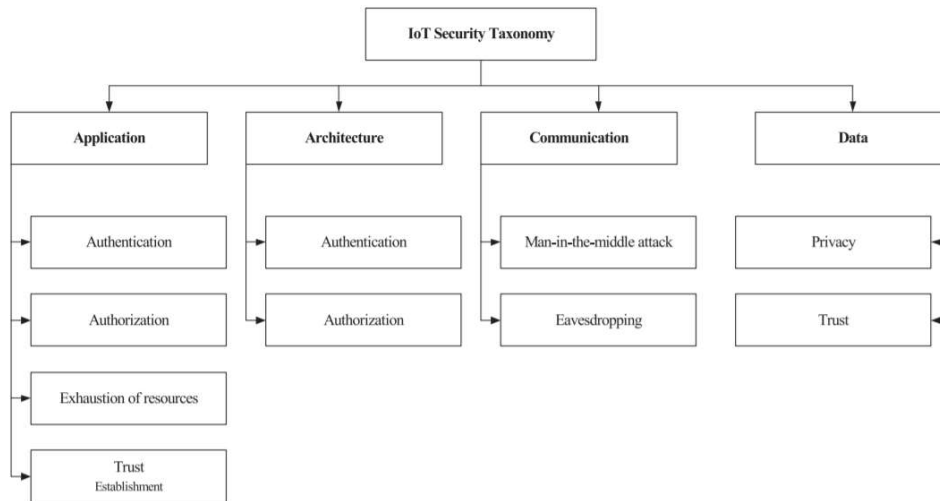 IoT Security Taxonomy
Application
Architecture
Communication
Data
Authentication
Authentication
Man-in-the-middle attack
Privacy
Authorization
Authorization
Eavesdropping
Trust
Exhaustion of resources
Trust
Establishment